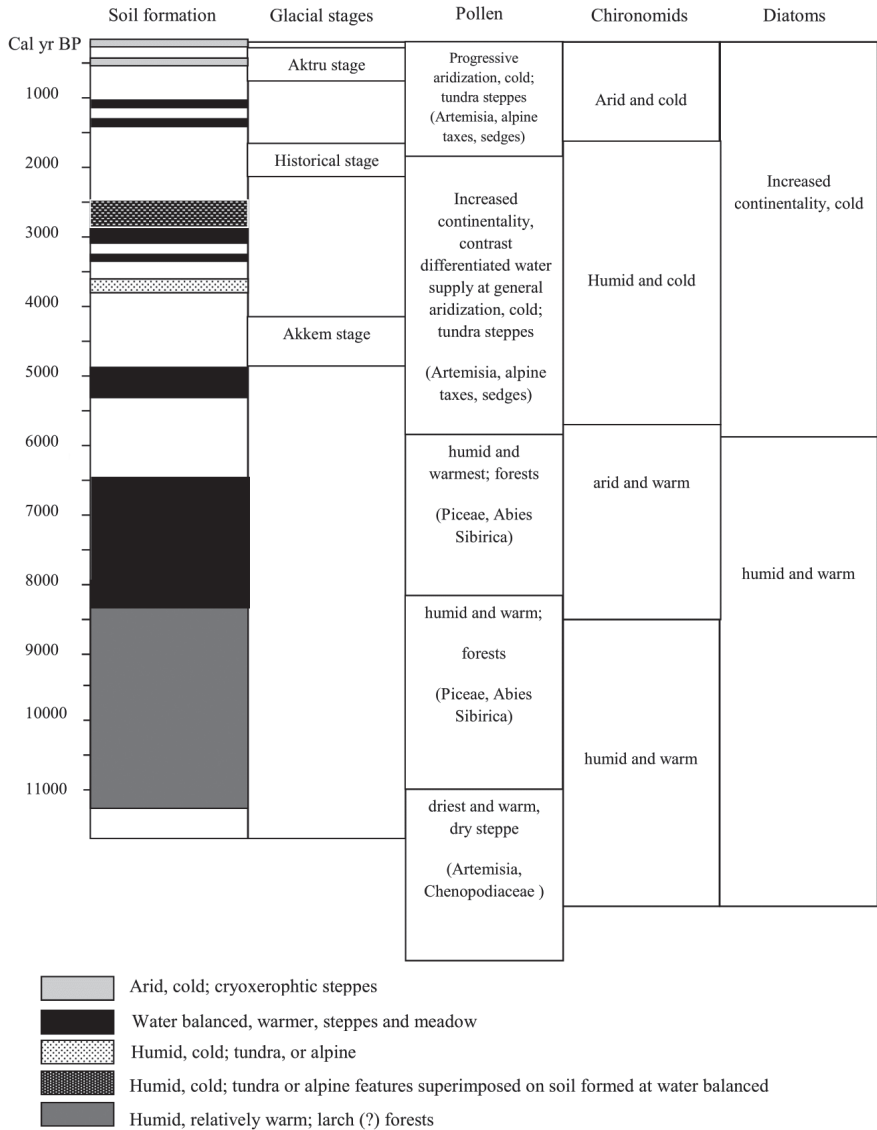 Soil formation
Glacial stages
Pollen
Chironomids
Diatoms
Cal yr BP
1000
2000
3000
4000
5000
6000
7000
8000
9000
10000
11000
Aktru stage
Historical stage
Akkem stage
Progressive
aridization, cold;
tundra steppes
(Artemisia, alpine
taxes, sedges)
Increased
continentality,
contrast
differentiated water
supply at general
aridization, cold;
tundra steppes
(Artemisia, alpine
taxes, sedges)
humid and
warmest; forests
(Piceae, Abies
Sibirica)
humid and warm;
forests
(Piceae, Abies
Sibirica)
driest and warm,
dry steppe
(Artemisia,
Chenopodiaceae )
Arid and cold
Humid and cold
arid and warm
humid and warm
Increased
continentality, cold
humid and warm
Arid, cold; cryoxerophtic steppes
Water balanced, warmer, steppes and meadow
Humid, cold; tundra, or alpine
Humid, cold; tundra or alpine features superimposed on soil formed at water balanced
Humid, relatively warm; larch (?) forests